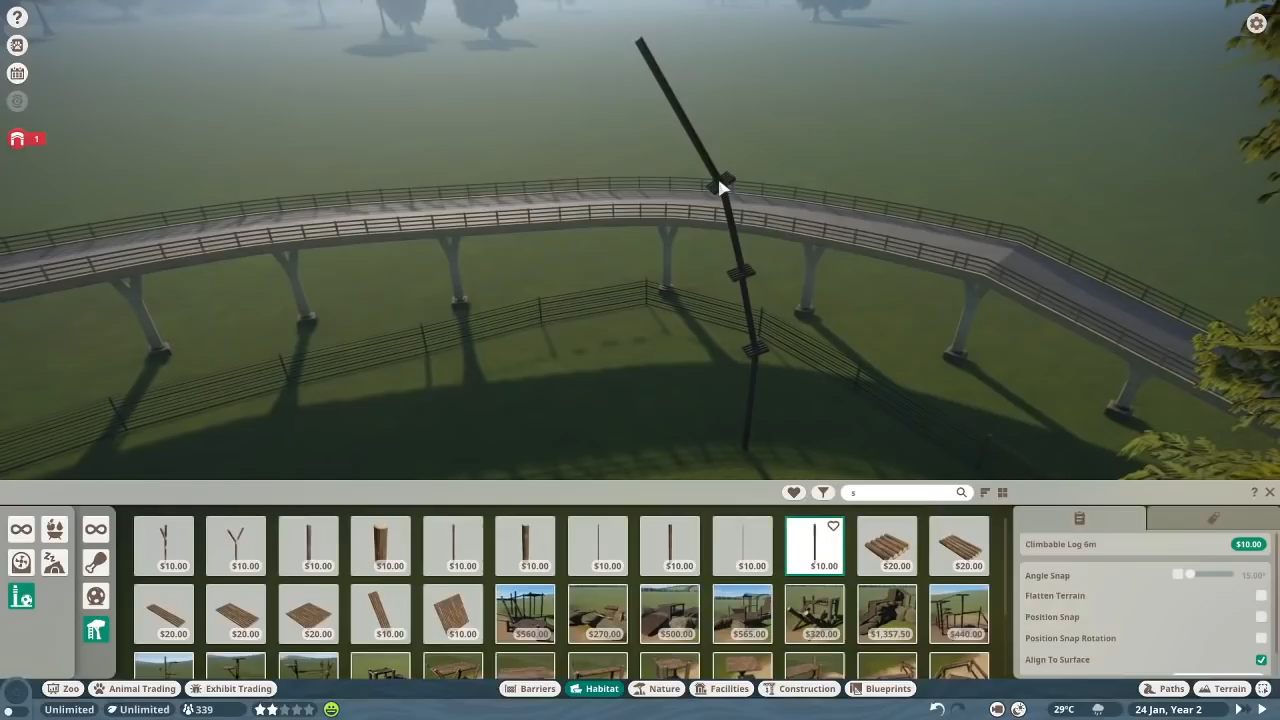 ?
1
s
? ×
$10.00 $10.00 $10.00 $10.00 $10.00 $10.00 $10.00 $10.00 $10.00 $10.00 $20.00 $20.00
$20.00 $20.00 $20.00 $10.00 $10.00 $560.00 $270.00 $500.00 $565.00 $320.00 $1,357.50 $440.00
Climbable Log 6m $10.00
Angle Snap 15.00°
Flatten Terrain
Position Snap
Position Snap Rotation
Align To Surface
Zoo Animal Trading Exhibit Trading Barriers Habitat Nature Facilities Construction Blueprints Paths Terrain
Unlimited Unlimited 339 29°C 24 Jan, Year 2